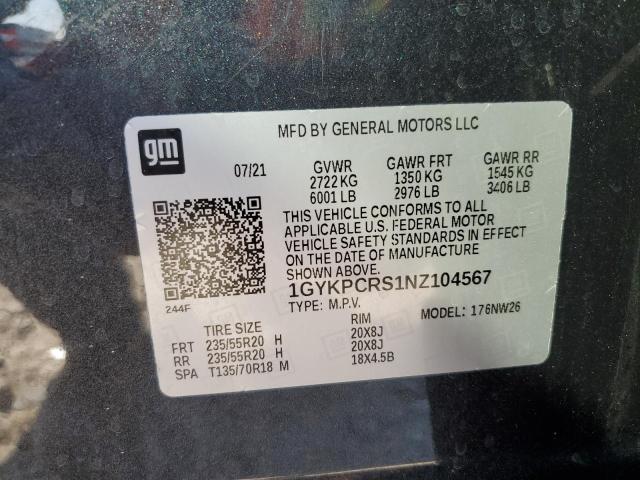 MFD BY GENERAL MOTORS LLC
gm
07/21 GVWR GAWR FRT GAWR RR
2722 KG 1350 KG 1545 KG
6001 LB 2976 LB 3406 LB
THIS VEHICLE CONFORMS TO ALL
APPLICABLE U.S. FEDERAL MOTOR
VEHICLE SAFETY STANDARDS IN EFFECT
ON THE DATE OF MANUFACTURE
SHOWN ABOVE.
1GYKPCRS1NZ104567
244F TYPE: M.P.V. MODEL: 176NW26
TIRE SIZE RIM
FRT 235/55R20 H 20X8J
RR 235/55R20 H 20X8J
SPA T135/70R18 M 18X4.5B